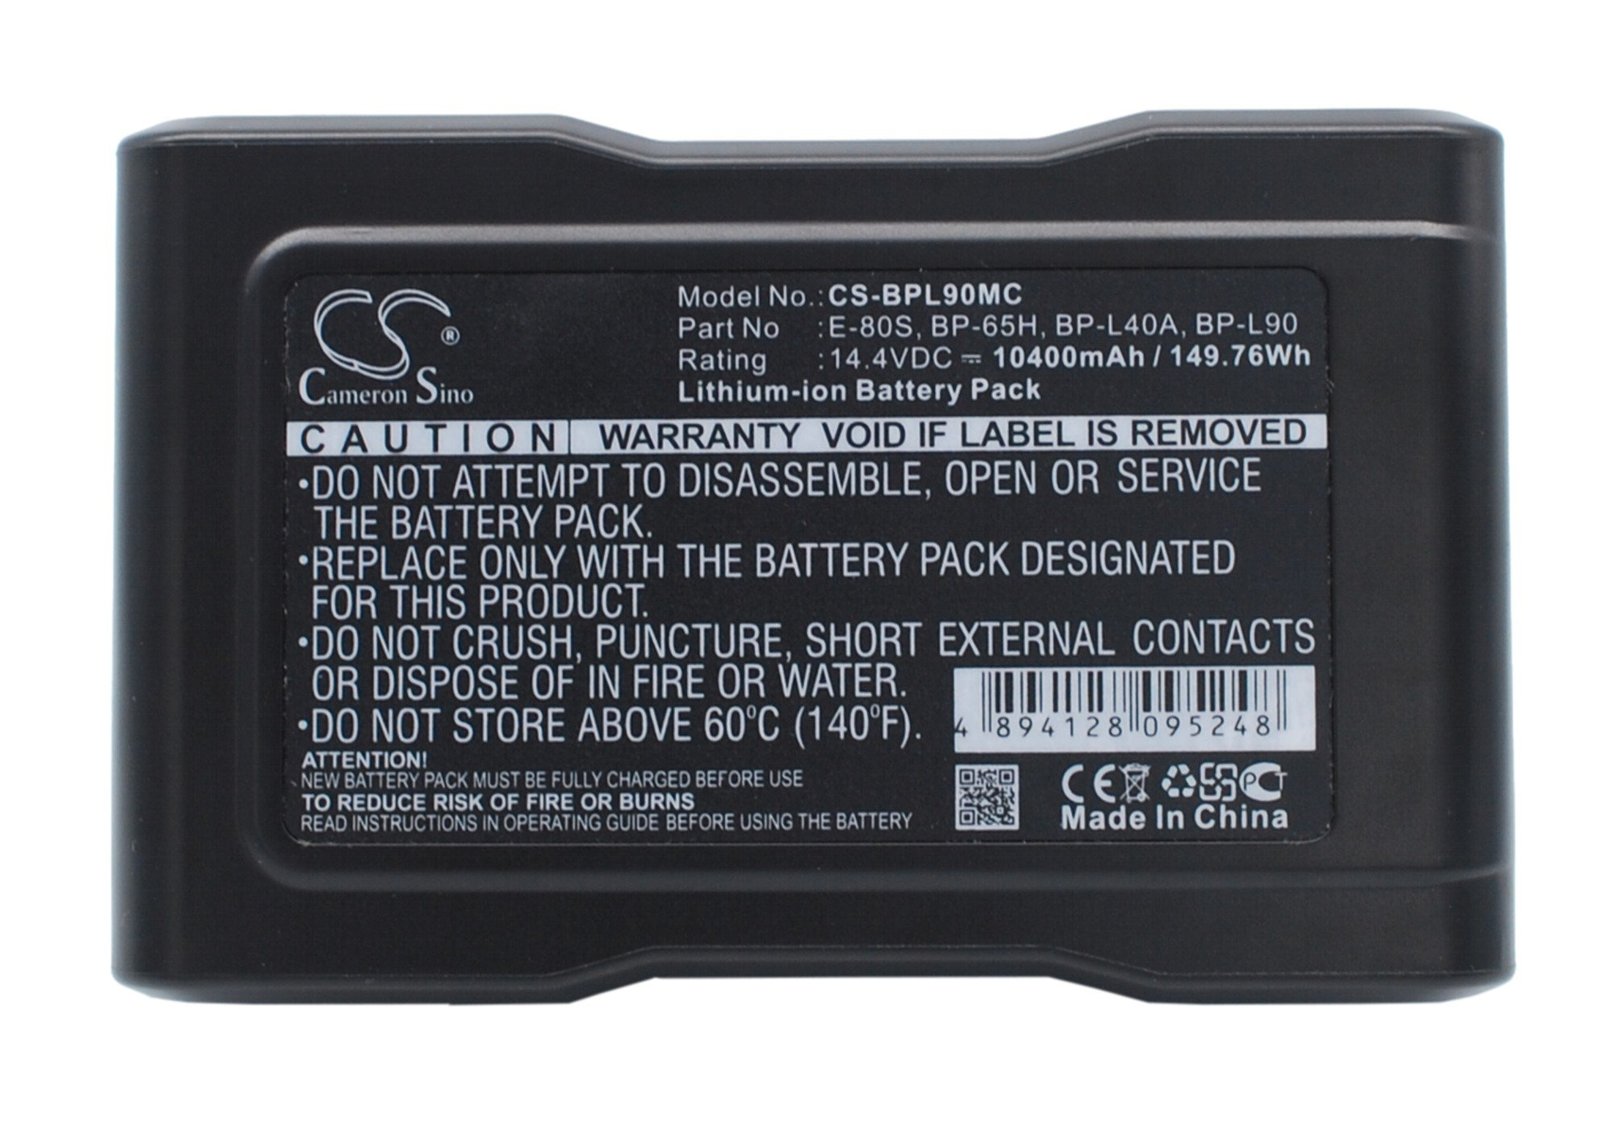 CS®
Cameron Sino
Model No.: CS-BPL90MC
Part No : E-80S, BP-65H, BP-L40A, BP-L90
Rating : 14.4VDC ⎓ 10400mAh / 149.76Wh
Lithium-ion Battery Pack
CAUTION WARRANTY VOID IF LABEL IS REMOVED
•DO NOT ATTEMPT TO DISASSEMBLE, OPEN OR SERVICE
THE BATTERY PACK.
•REPLACE ONLY WITH THE BATTERY PACK DESIGNATED
FOR THIS PRODUCT.
•DO NOT CRUSH, PUNCTURE, SHORT EXTERNAL CONTACTS
OR DISPOSE OF IN FIRE OR WATER.
•DO NOT STORE ABOVE 60°C (140°F).
4 894128 095248
ATTENTION!
NEW BATTERY PACK MUST BE FULLY CHARGED BEFORE USE
TO REDUCE RISK OF FIRE OR BURNS
READ INSTRUCTIONS IN OPERATING GUIDE BEFORE USING THE BATTERY
CE PCT
Made In China